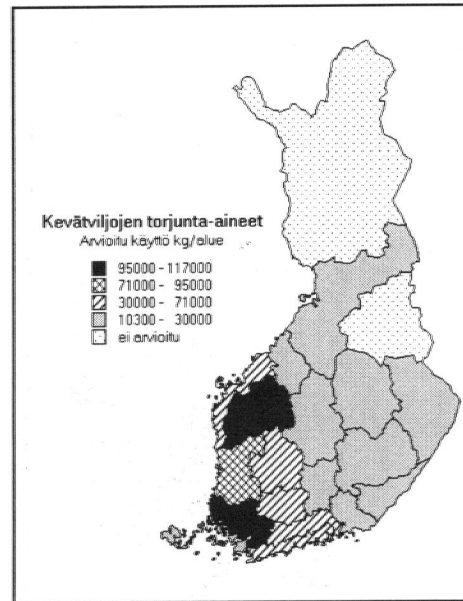 Kevätviljojen torjunta-aineet
Arvioitu käyttö kg/alue
95000 - 117000
71000 - 95000
30000 - 71000
10300 - 30000
ei arvioitu